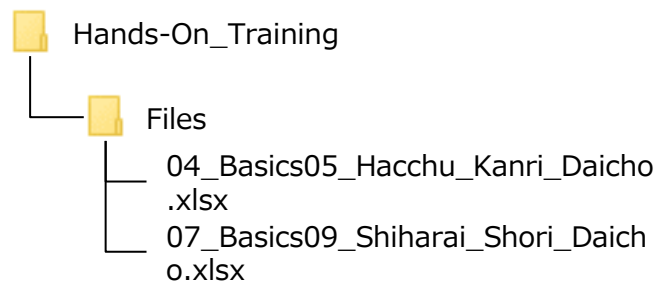 Hands-On_Training
Files
04_Basics05_Hacchu_Kanri_Daicho
.xlsx
07_Basics09_Shiharai_Shori_Daich
o.xlsx